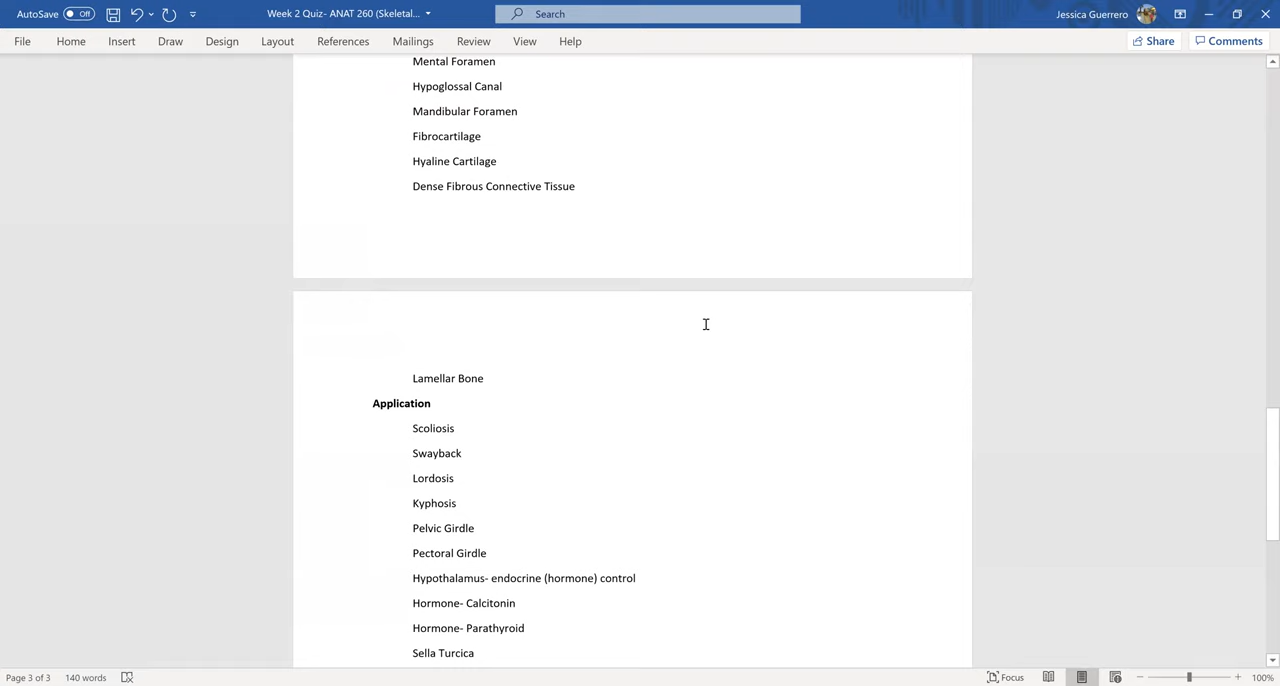 AutoSave Off Week 2 Quiz- ANAT 260 (Skeletal... Search Jessica Guerrero
File Home Insert Draw Design Layout References Mailings Review View Help Share Comments
Mental Foramen
Hypoglossal Canal
Mandibular Foramen
Fibrocartilage
Hyaline Cartilage
Dense Fibrous Connective Tissue
Lamellar Bone
Application
Scoliosis
Swayback
Lordosis
Kyphosis
Pelvic Girdle
Pectoral Girdle
Hypothalamus- endocrine (hormone) control
Hormone- Calcitonin
Hormone- Parathyroid
Sella Turcica
Page 3 of 3 140 words Focus 100%